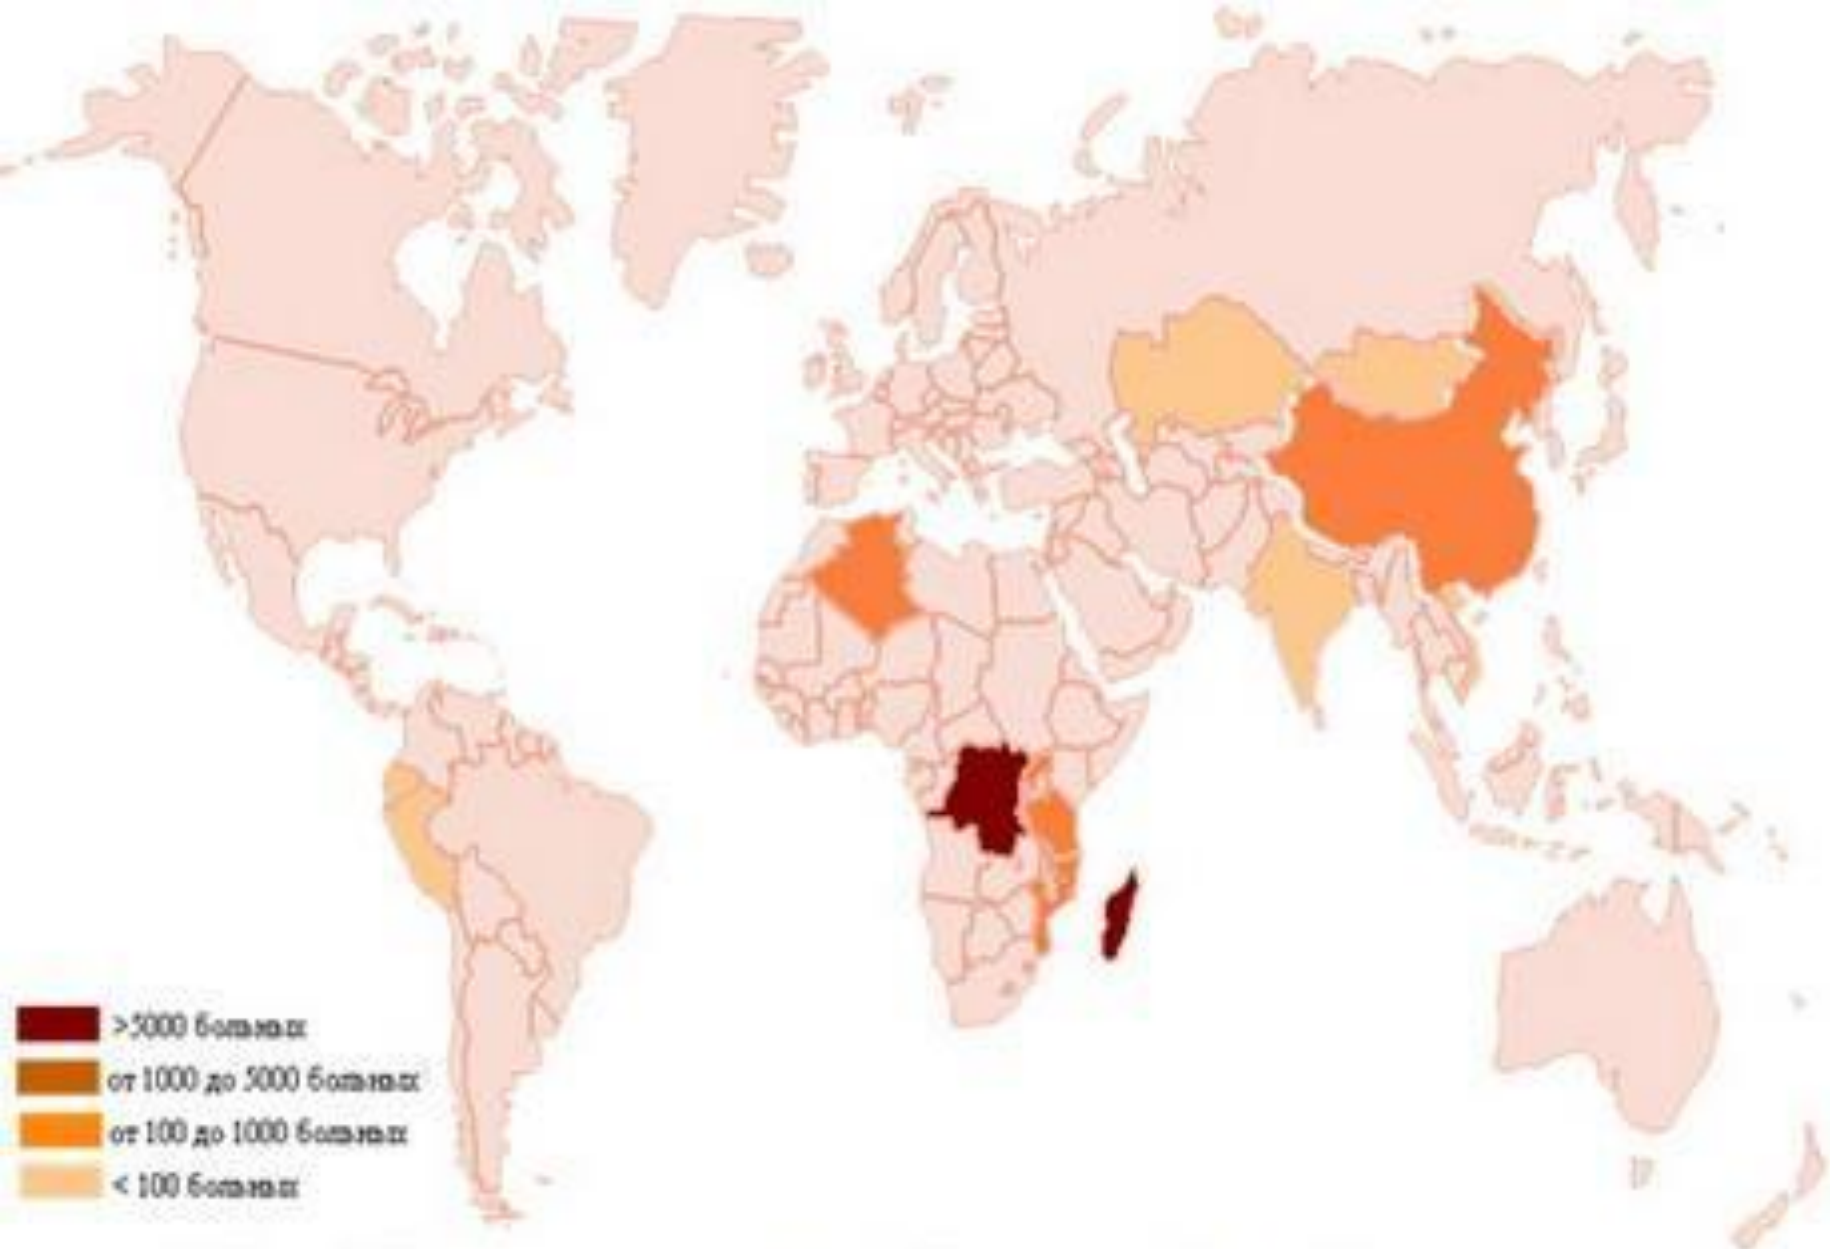 >5000 больных
от 1000 до 5000 больных
от 100 до 1000 больных
< 100 больных